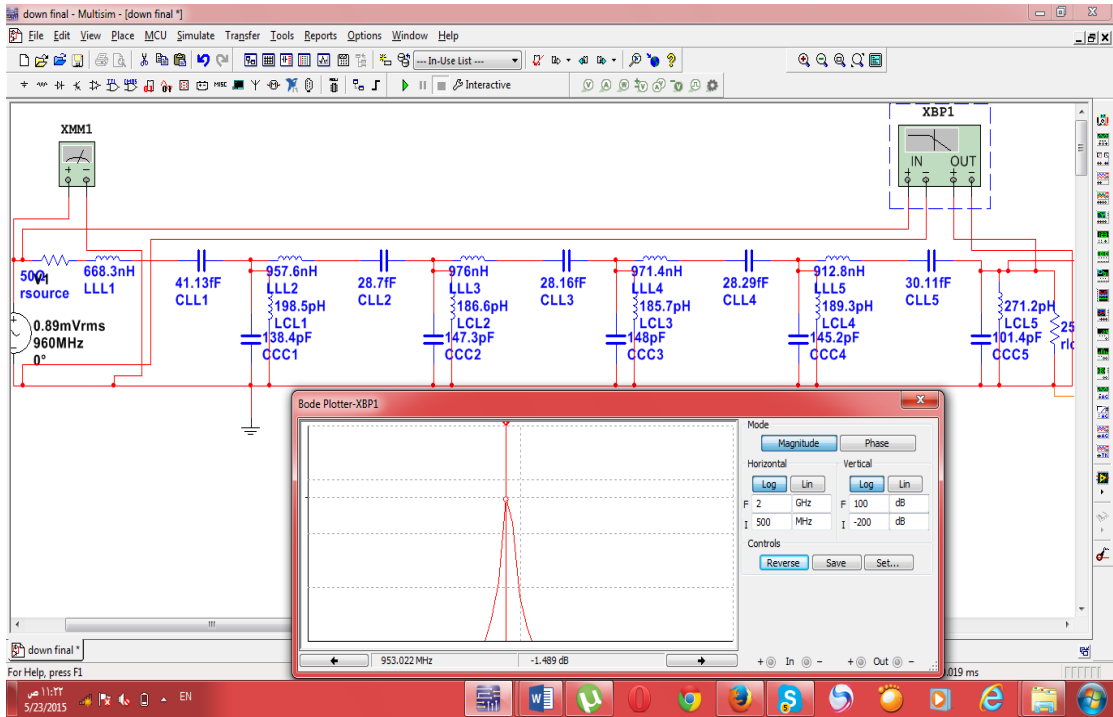 down final - Multisim - [down final *]
File Edit View Place MCU Simulate Transfer Tools Reports Options Window Help
--- In-Use List ---
Interactive
XMM1
XBP1
IN OUT
50Ω
rsource
V1
0.89mVrms
960MHz
0°
668.3nH
LLL1
41.13fF
CLL1
957.6nH
LLL2
198.5pH
LCL1
138.4pF
CCC1
28.7fF
CLL2
976nH
LLL3
186.6pH
LCL2
147.3pF
CCC2
28.16fF
CLL3
971.4nH
LLL4
185.7pH
LCL3
148pF
CCC3
28.29fF
CLL4
912.8nH
LLL5
189.3pH
LCL4
145.2pF
CCC4
30.11fF
CLL5
271.2pH
LCL5
101.4pF
CCC5
25
Bode Plotter-XBP1
Mode
Magnitude Phase
Horizontal Vertical
Log Lin Log Lin
F 2 GHz F 100 dB
I 500 MHz I -200 dB
Controls
Reverse Save Set...
953.022 MHz -1.489 dB
+ In - + Out -
down final *
For Help, press F1
.019 ms
١١:٢٣ ص
5/23/2015
EN